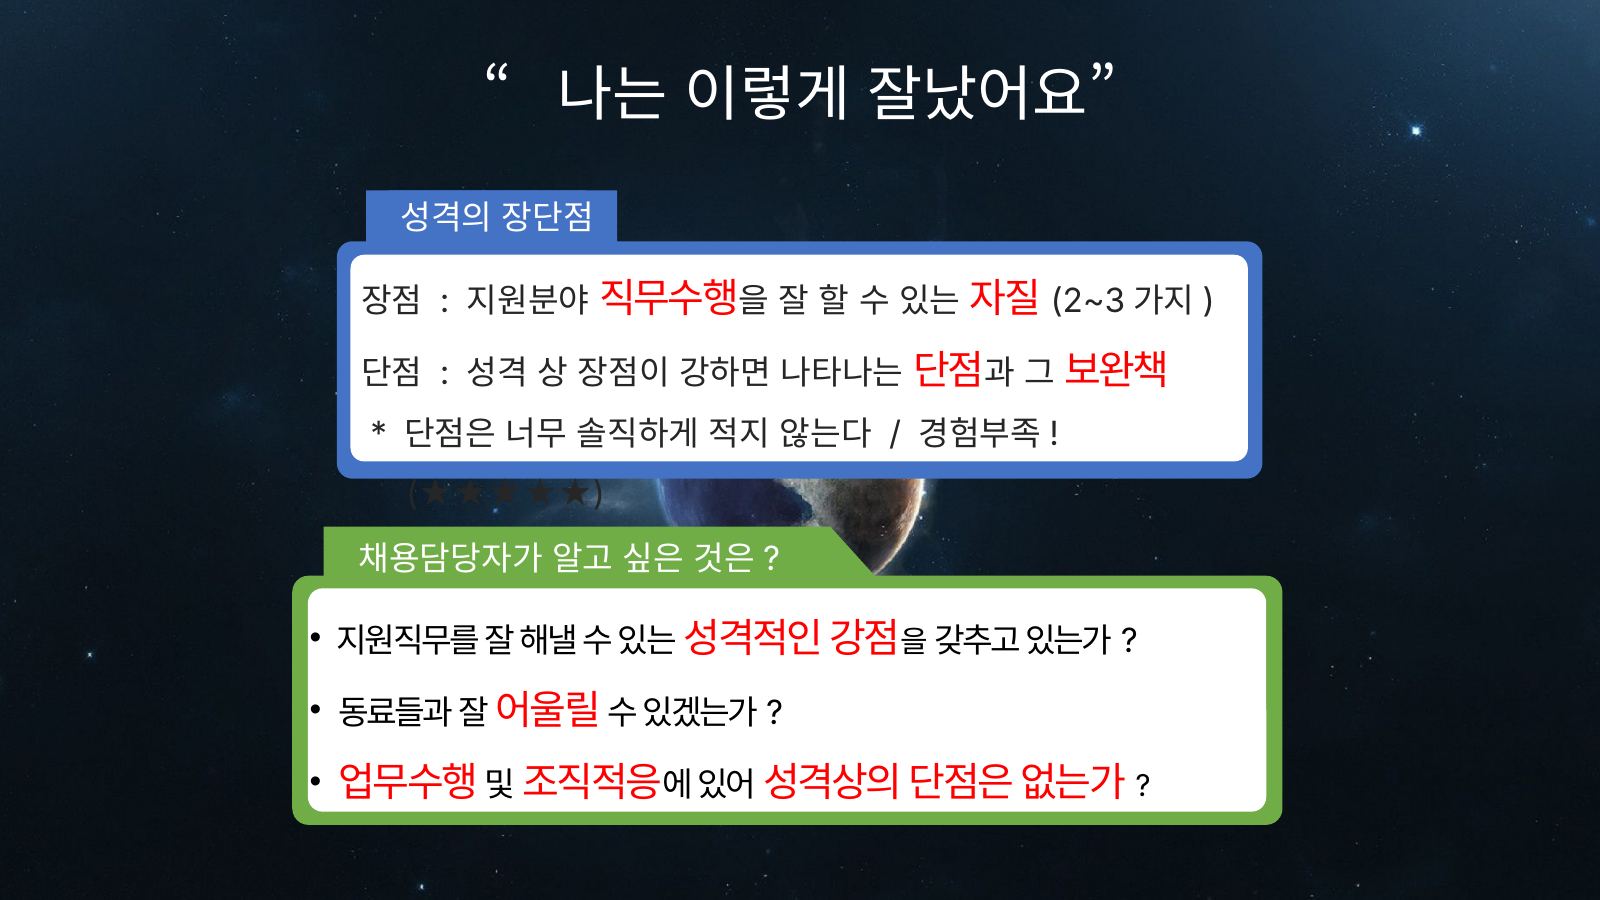 “ 나는 이렇게 잘났어요”
성격의 장단점
장점 : 지원분야 직무수행을 잘 할 수 있는 자질 (2~3 가지 )
단점 : 성격 상 장점이 강하면 나타나는 단점과 그 보완책
* 단점은 너무 솔직하게 적지 않는다 / 경험부족 !
(★★★★★)
채용담당자가 알고 싶은 것은 ?
• 지원직무를 잘 해낼 수 있는 성격적인 강점을 갖추고 있는가 ?
• 동료들과 잘 어울릴 수 있겠는가 ?
• 업무수행 및 조직적응에 있어 성격상의 단점은 없는가 ?